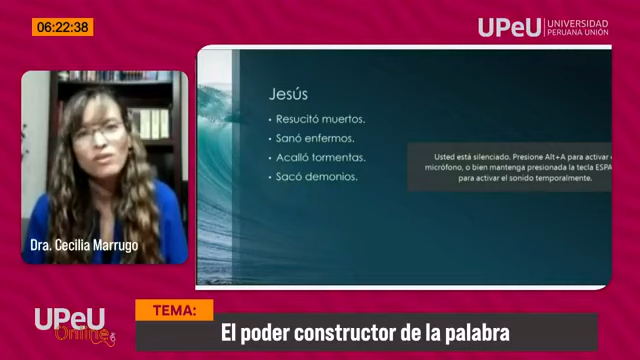 06:22:38
UPeU UNIVERSIDAD
PERUANA UNIÓN
Jesús
• Resucitó muertos.
• Sanó enfermos.
• Acalló tormentas.
• Sacó demonios.
Usted está silenciado. Presione Alt+A para activar
micrófono, o bien mantenga presionada la tecla ESPA
para activar el sonido temporalmente.
Dra. Cecilia Marrugo
UPeU
Online
TEMA:
El poder constructor de la palabra